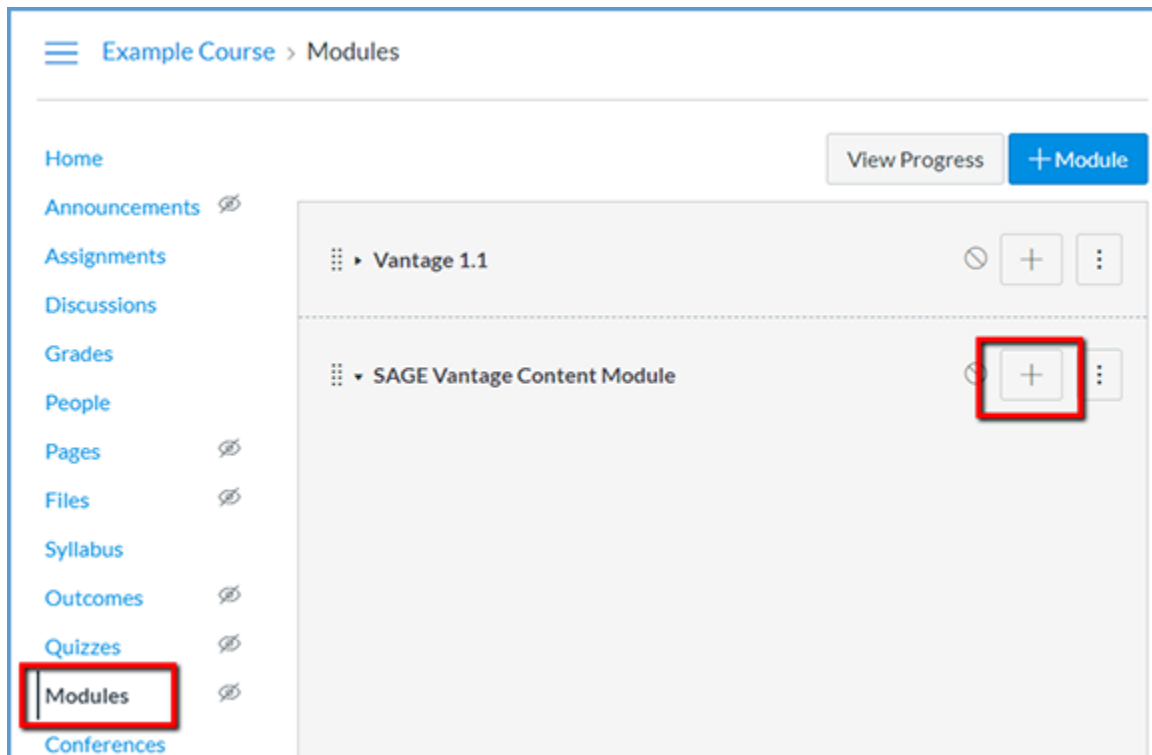 Example Course > Modules
View Progress
+ Module
Home
Announcements
Assignments
Discussions
Grades
People
Pages
Files
Syllabus
Outcomes
Quizzes
Modules
Conferences
Vantage 1.1
SAGE Vantage Content Module